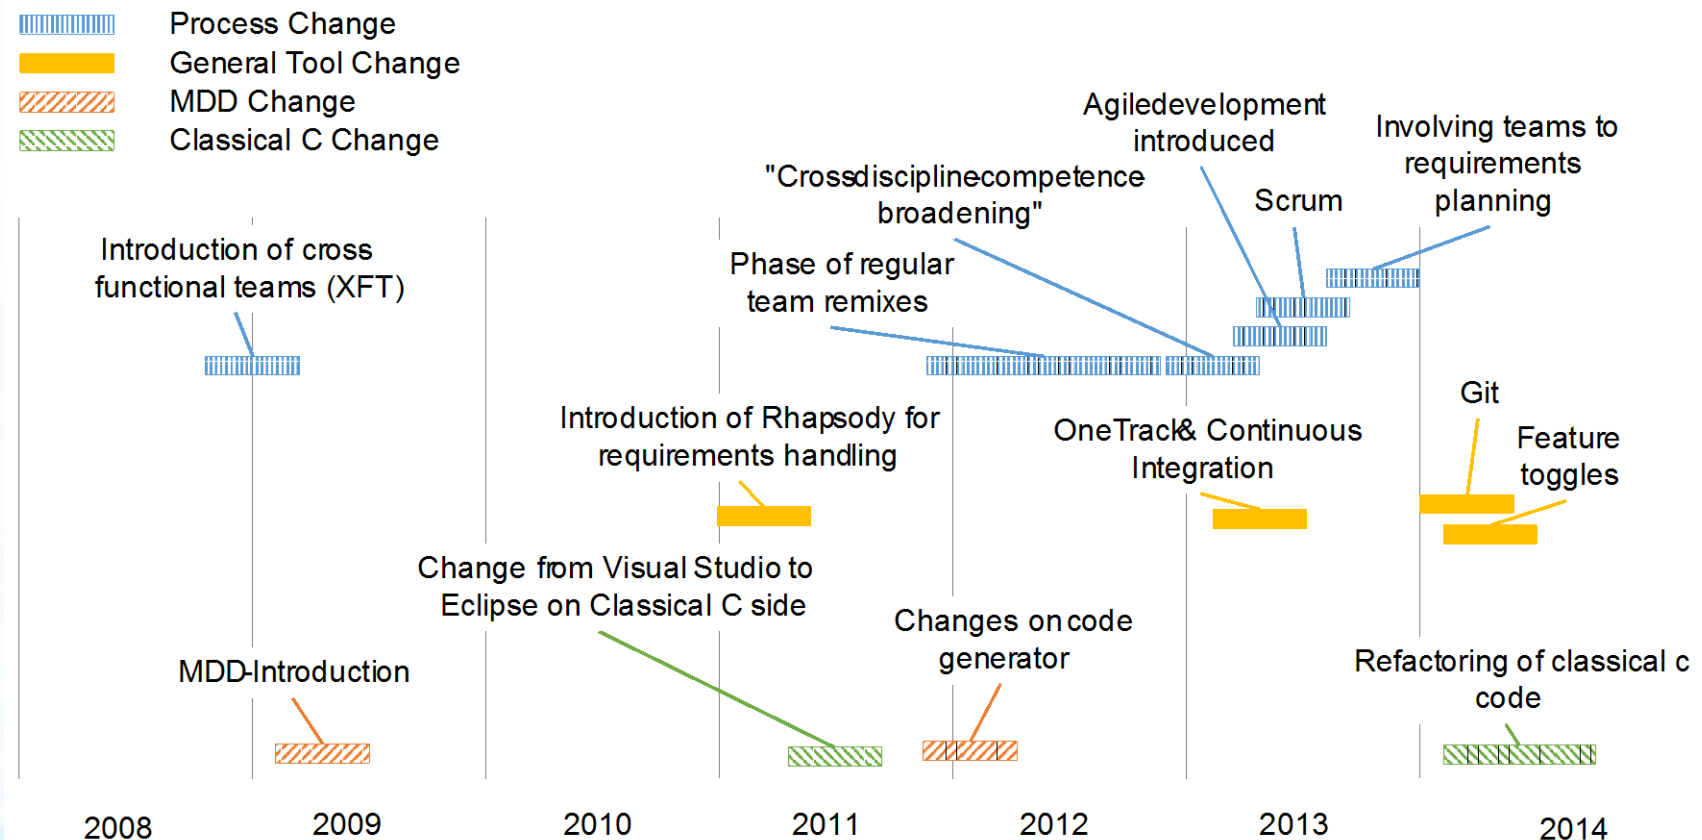 Process Change
General Tool Change
MDD Change
Classical C Change
Agiledevelopment
introduced
Involving teams to
requirements
planning
"Crossdiscipline-competence-
broadening"
Scrum
Introduction of cross
functional teams (XFT)
Phase of regular
team remixes
Introduction of Rhapsody for
requirements handling
OneTrack& Continuous
Integration
Git
Feature
toggles
Change from Visual Studio to
Eclipse on Classical C side
Changes on code
generator
MDD-Introduction
Refactoring of classical c
code
2008
2009
2010
2011
2012
2013
2014